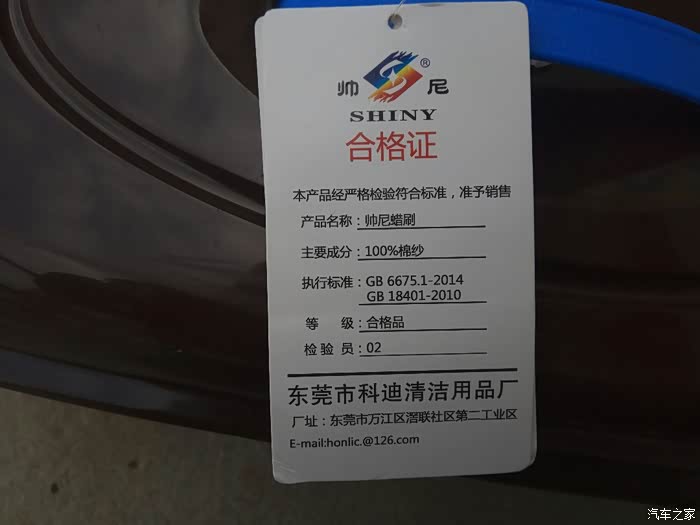 帅 ® 尼
SHINY
合格证
本产品经严格检验符合标准，准予销售
产品名称：帅尼蜡刷
主要成分：100%棉纱
执行标准：GB 6675.1-2014
GB 18401-2010
等 级：合格品
检 验 员：02
东莞市科迪清洁用品厂
厂址：东莞市万江区滘联社区第二工业区
E-mail:honlic.@126.com
汽车之家